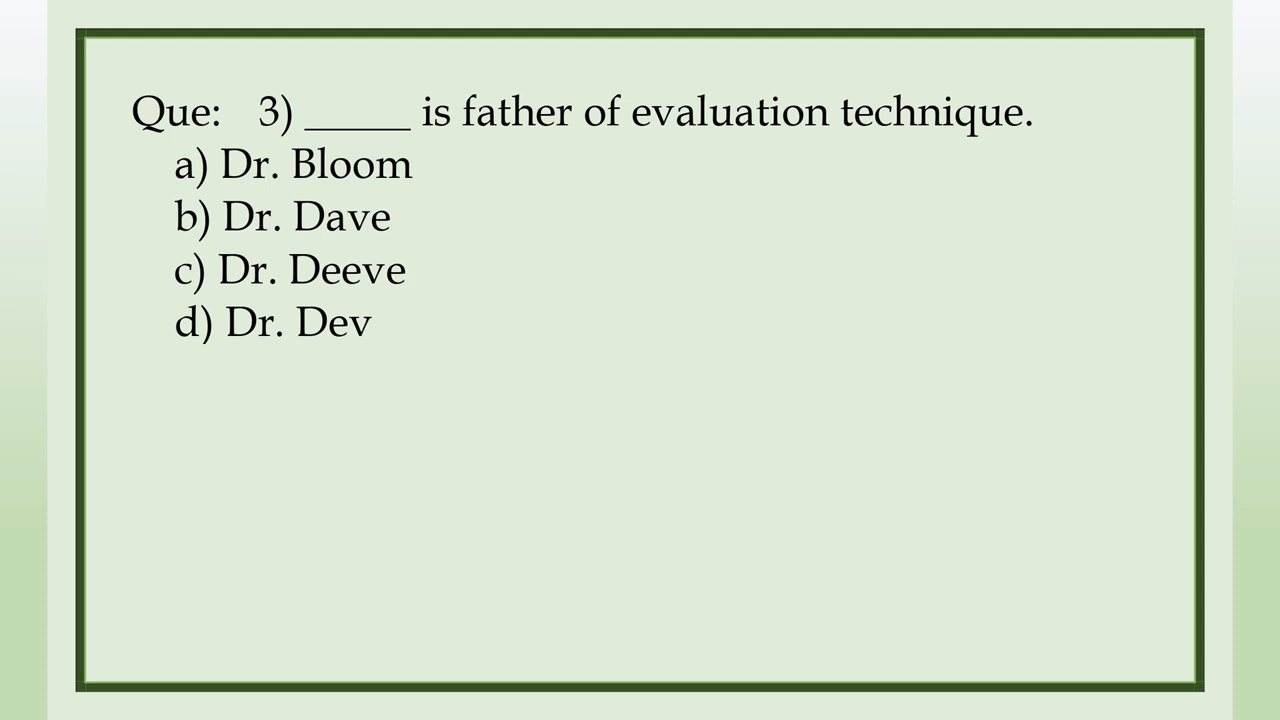 Que: 3) _____ is father of evaluation technique.
a) Dr. Bloom
b) Dr. Dave
c) Dr. Deeve
d) Dr. Dev